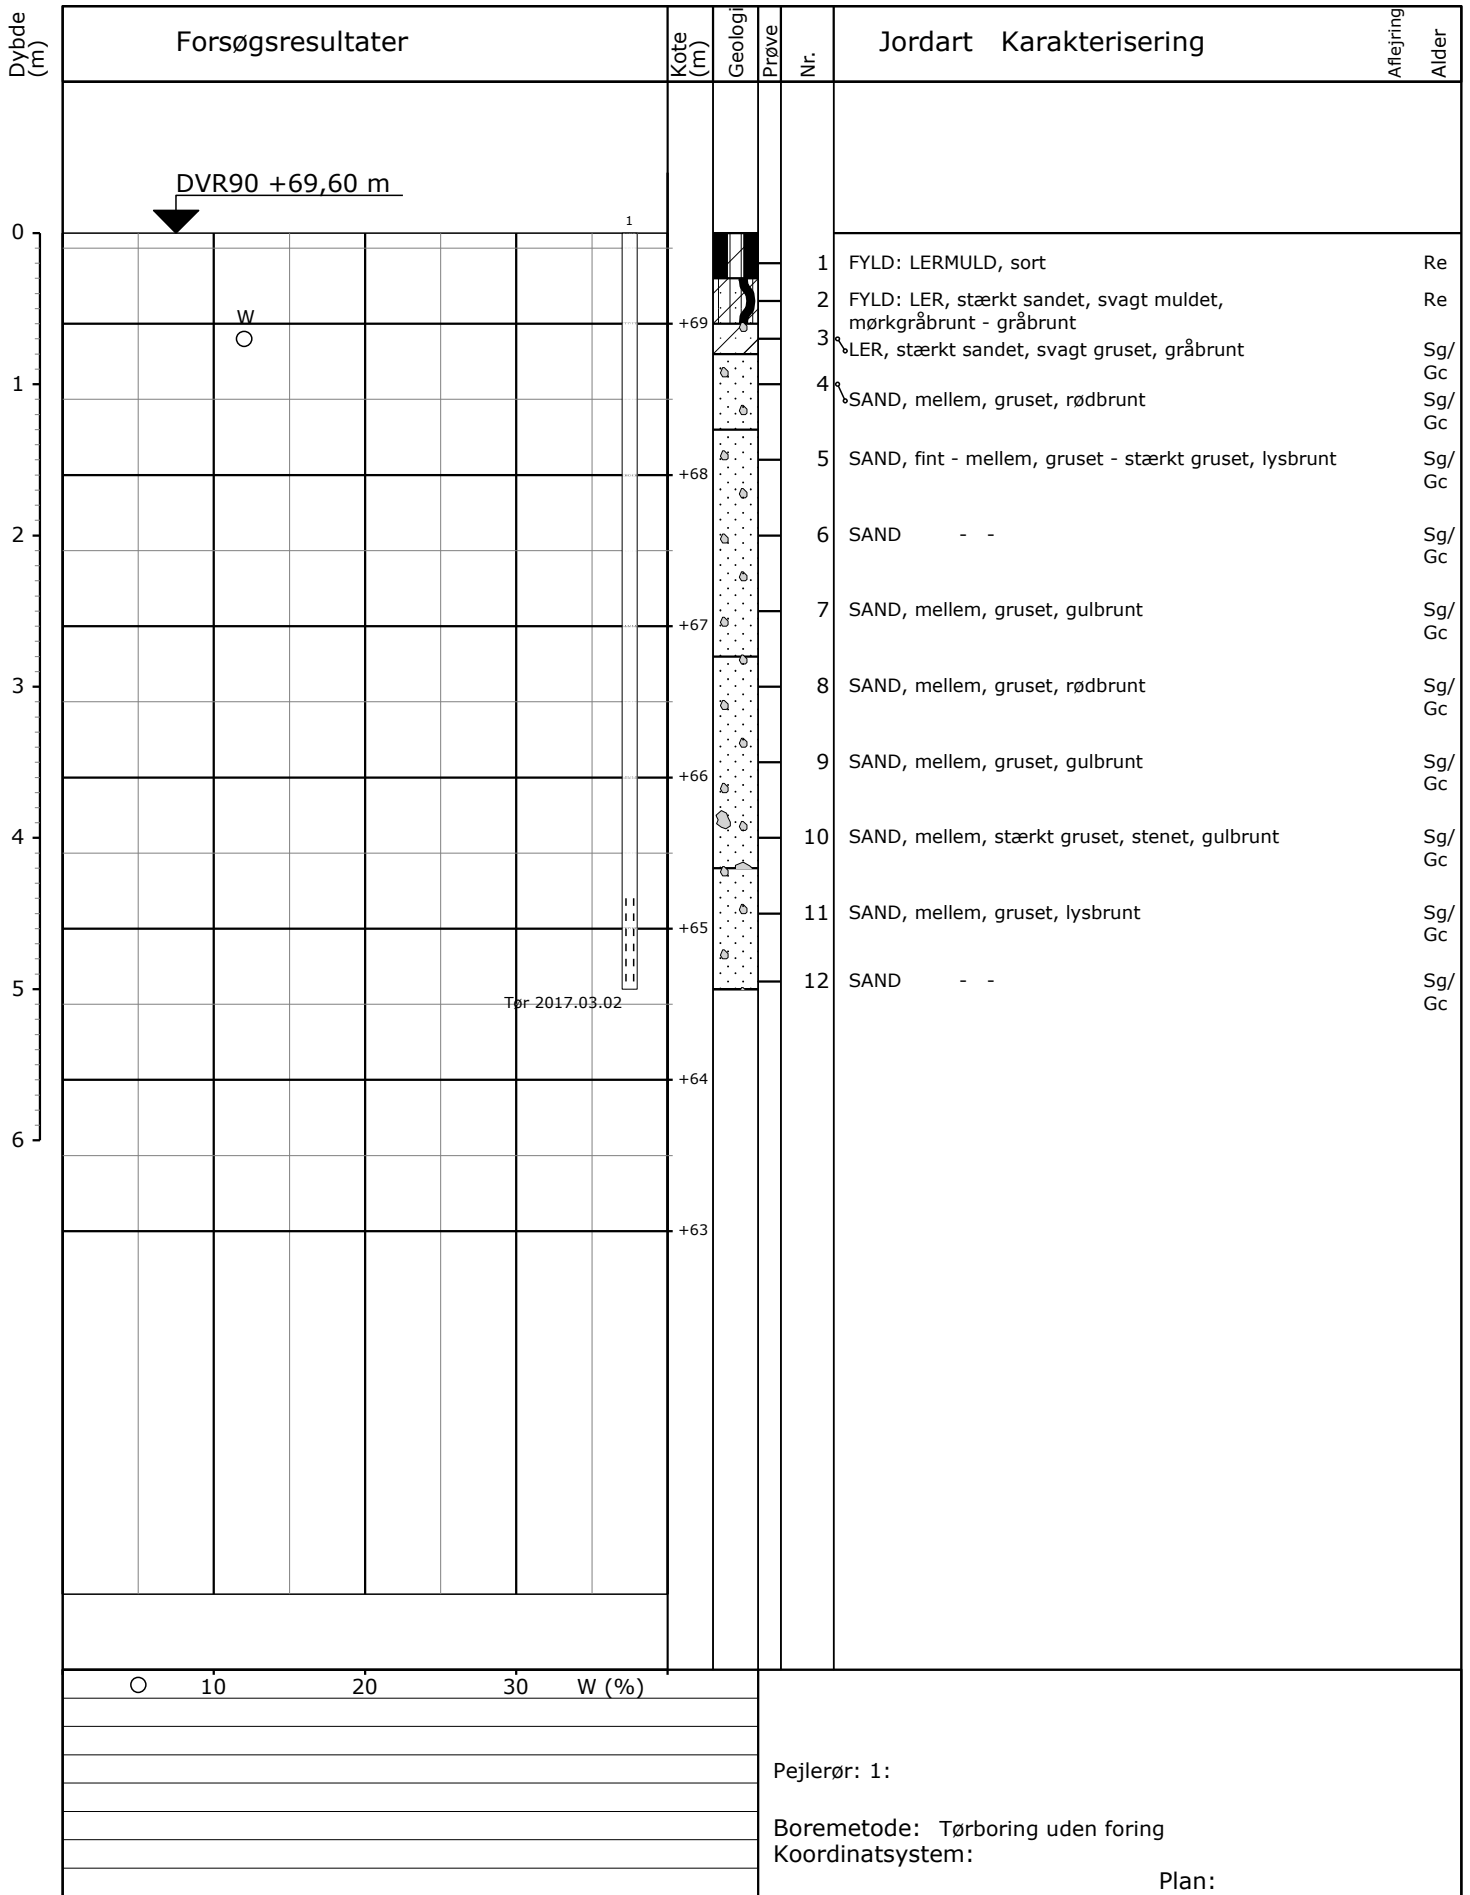 Dybde
(m)
Forsøgsresultater
Kote
(m)
Geologi
Prøve
Nr.
Jordart Karakterisering
Aflejring
Alder
DVR90 +69,60 m
1
0
1 FYLD: LERMULD, sort Re
2 FYLD: LER, stærkt sandet, svagt muldet, Re
mørkgråbrunt - gråbrunt
W
+69
3
LER, stærkt sandet, svagt gruset, gråbrunt Sg/
Gc
1
4
SAND, mellem, gruset, rødbrunt Sg/
Gc
5 SAND, fint - mellem, gruset - stærkt gruset, lysbrunt Sg/
Gc
+68
2
6 SAND - - Sg/
Gc
7 SAND, mellem, gruset, gulbrunt Sg/
Gc
+67
3
8 SAND, mellem, gruset, rødbrunt Sg/
Gc
9 SAND, mellem, gruset, gulbrunt Sg/
Gc
+66
4
10 SAND, mellem, stærkt gruset, stenet, gulbrunt Sg/
Gc
11 SAND, mellem, gruset, lysbrunt Sg/
Gc
+65
5
12 SAND - - Sg/
Gc
Tør 2017.03.02
+64
6
+63
10 20 30 W (%)
Pejlerør: 1:
Boremetode: Tørboring uden foring
Koordinatsystem:
Plan: